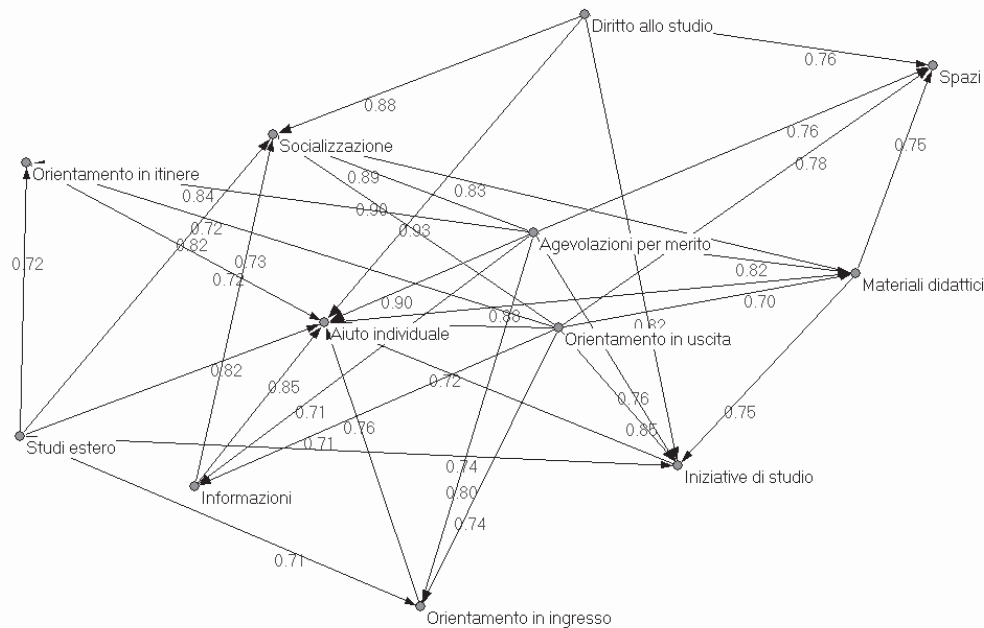 Diritto allo studio
0.76
Spazi
0.88
0.76
Socializzazione
0.75
0.78
Orientamento in itinere
0.89
0.83
0.84
0.90
0.72
0.93
0.82
Agevolazioni per merito
0.73
0.72
0.72
0.82
Materiali didattici
0.90
0.70
0.88
0.82
Aiuto individuale
Orientamento in uscita
0.82
0.72
0.85
0.76
0.71
0.75
0.76
0.85
0.71
Studi estero
0.74
Iniziative di studio
0.80
Informazioni
0.74
0.71
Orientamento in ingresso